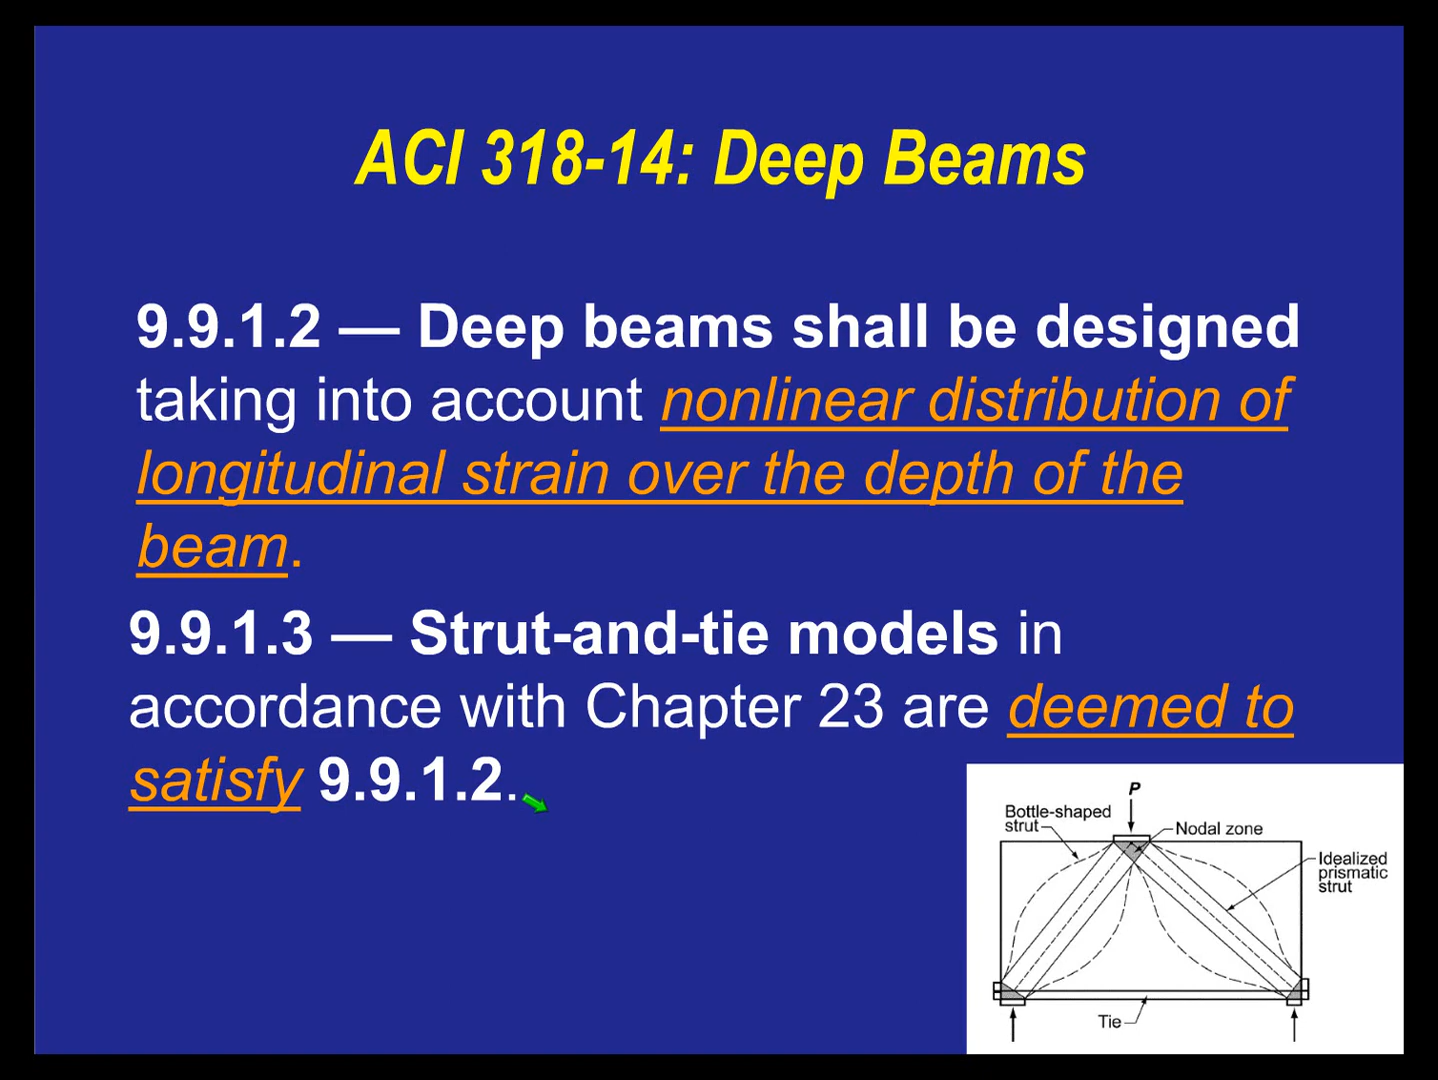 ACI 318-14: Deep Beams
9.9.1.2 — Deep beams shall be designed
taking into account nonlinear distribution of
longitudinal strain over the depth of the
beam.
9.9.1.3 — Strut-and-tie models in
accordance with Chapter 23 are deemed to
satisfy 9.9.1.2.
P
Bottle-shaped
strut
Nodal zone
Idealized
prismatic
strut
Tie